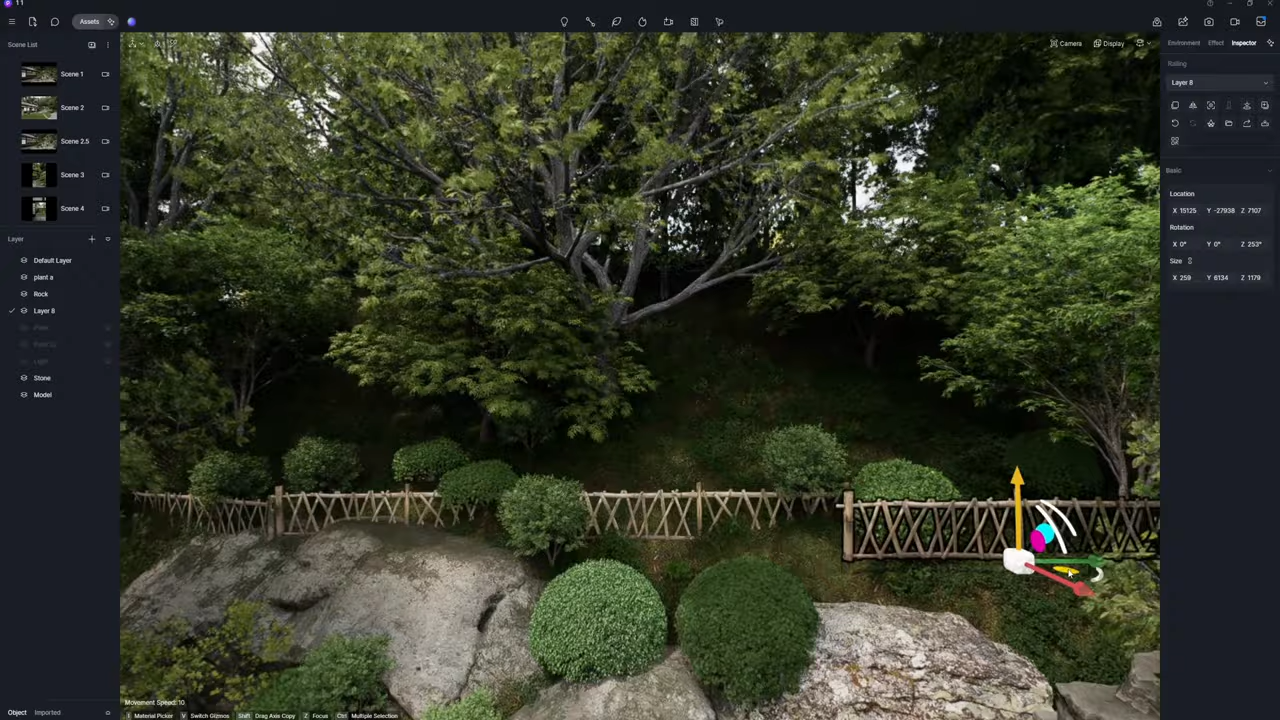 11
Assets
Scene List
Scene 1
Scene 2
Scene 2.5
Scene 3
Scene 4
Layer
Default Layer
plant a
Rock
Layer 8
Stone
Model
Object Imported
Camera Display
Movement Speed: 10
Material Picker V Switch Gizmos Shift Drag Axis Copy Z Focus Ctrl Multiple Selection
Environment Effect Inspector
Railing
Layer 8
Basic
Location
X 15125 Y -27938 Z 7107
Rotation
X 0° Y 0° Z 253°
Size
X 259 Y 6134 Z 1179